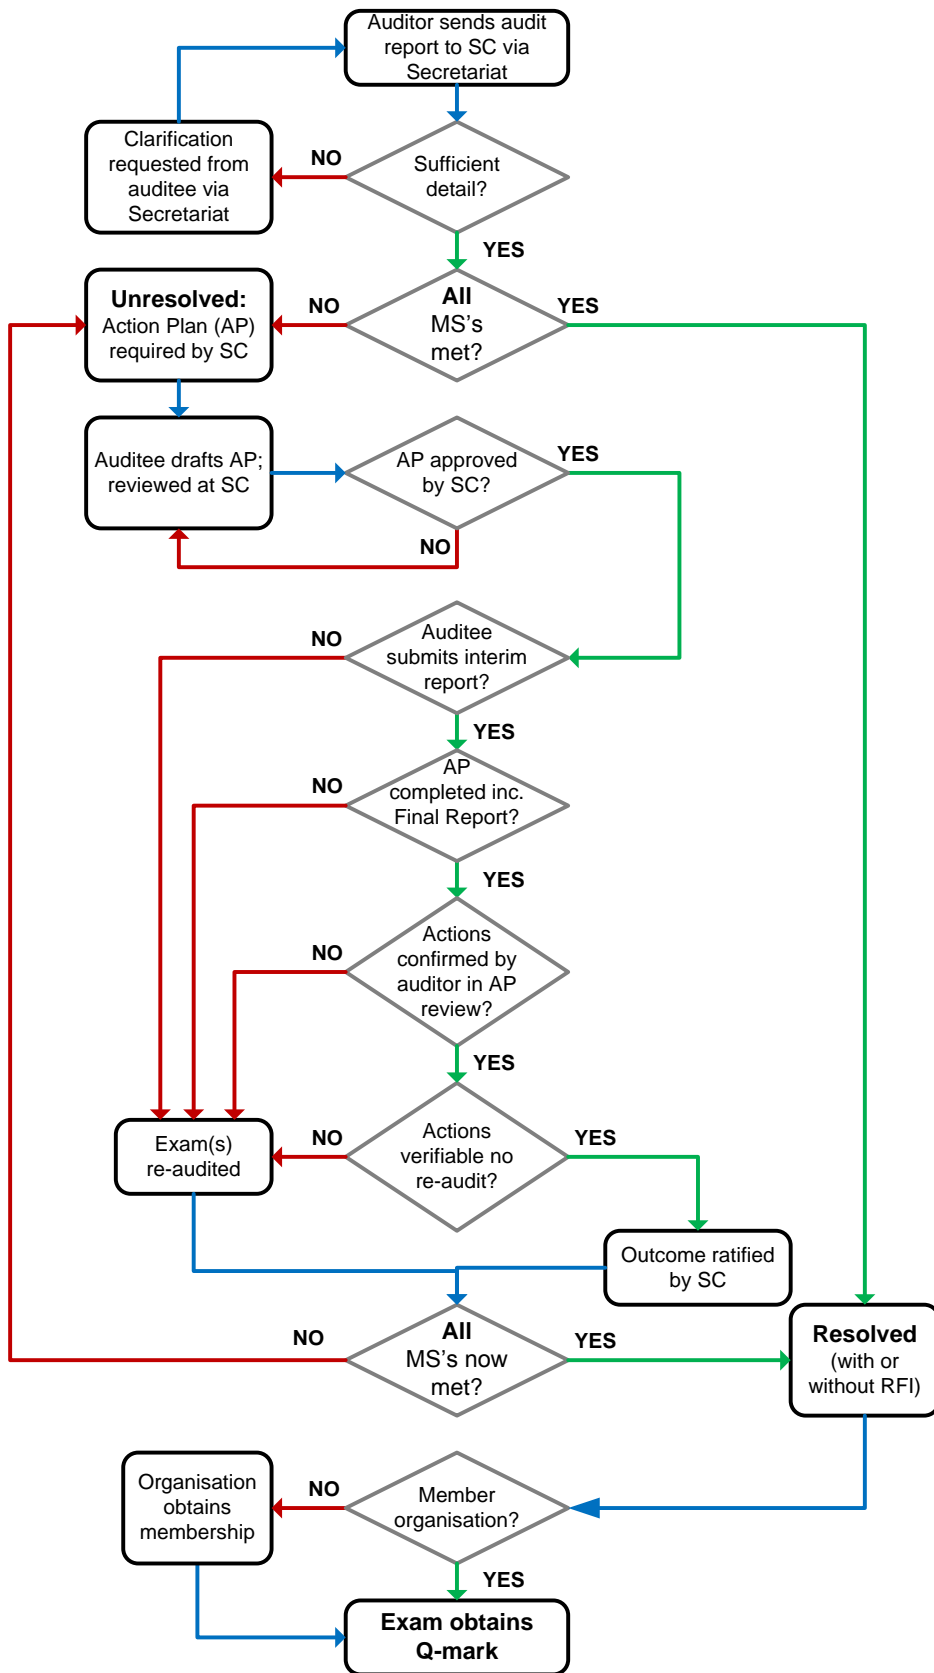 Auditor sends audit
report to SC via
Secretariat
Clarification
requested from
auditee via
Secretariat
NO
Sufficient
detail?
YES
Unresolved:
Action Plan (AP)
required by SC
NO
All
MS's
met?
YES
Auditee drafts AP;
reviewed at SC
AP approved
by SC?
YES
NO
NO
Auditee
submits interim
report?
YES
NO
AP
completed inc.
Final Report?
YES
NO
Actions
confirmed by
auditor in AP
review?
YES
Exam(s)
re-audited
NO
Actions
verifiable no
re-audit?
YES
Outcome ratified
by SC
NO
All
MS's now
met?
YES
Resolved
(with or
without RFI)
Organisation
obtains
membership
NO
Member
organisation?
YES
Exam obtains
Q-mark